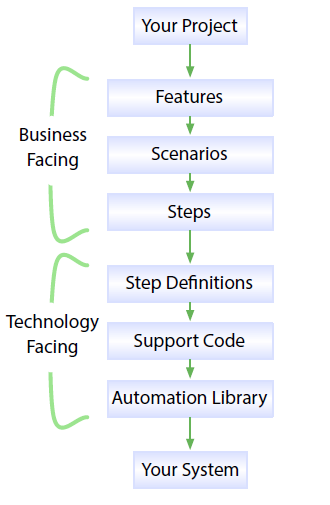 Your Project
Features
Business
Facing
Scenarios
Steps
Step Definitions
Technology
Facing
Support Code
Automation Library
Your System